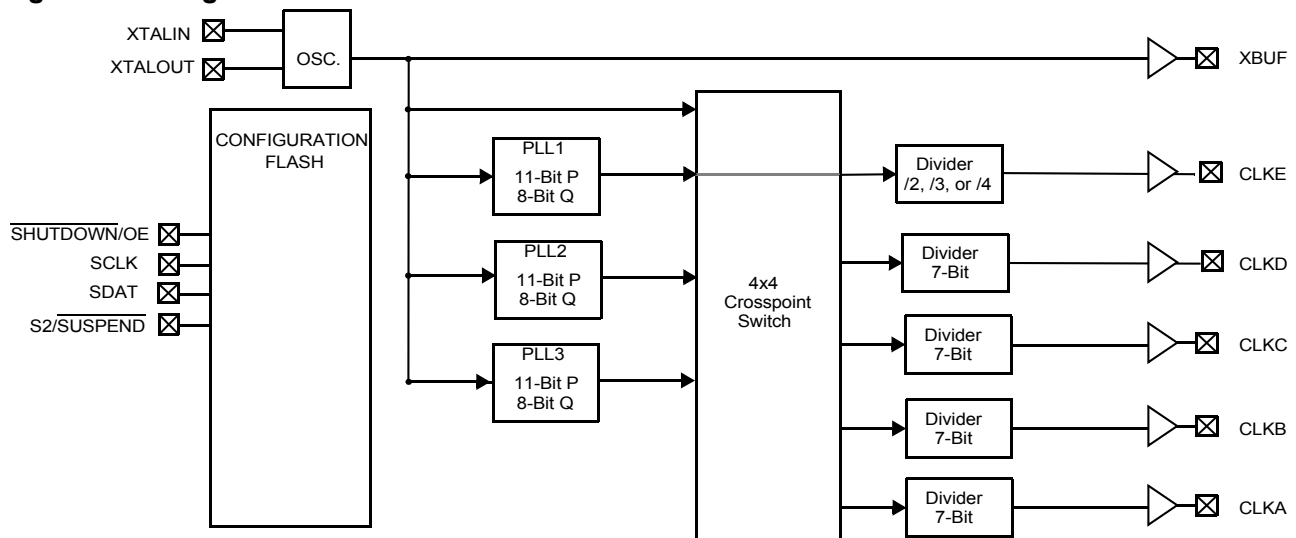 XTALIN
XTALOUT
OSC.
XBUF
CONFIGURATION
FLASH
SHUTDOWN/OE
SCLK
SDAT
S2/SUSPEND
PLL1
11-Bit P
8-Bit Q
PLL2
11-Bit P
8-Bit Q
PLL3
11-Bit P
8-Bit Q
4x4
Crosspoint
Switch
Divider
/2, /3, or /4
CLKE
Divider
7-Bit
CLKD
Divider
7-Bit
CLKC
Divider
7-Bit
CLKB
Divider
7-Bit
CLKA